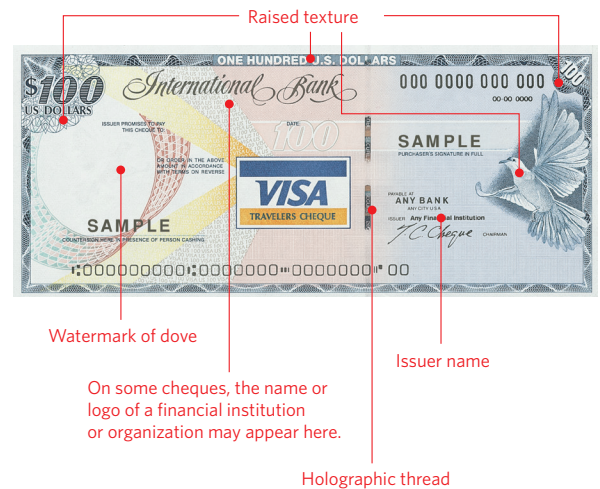 Raised texture
ONE HUNDRED U.S. DOLLARS
$100
US DOLLARS
International Bank
000 0000 000 000
00-00 0000
100
ISSUER PROMISES TO PAY
THIS CHEQUE TO:
DATE:
100
OR ORDER IN THE ABOVE
AMOUNT IN ACCORDANCE
WITH TERMS ON REVERSE
SAMPLE
PURCHASER'S SIGNATURE IN FULL
VISA
TRAVELERS CHEQUE
PAYABLE AT
ANY BANK
ANY CITY USA
ISSUER Any Financial Institution
T C Cheque CHAIRMAN
SAMPLE
COUNTERSIGN HERE IN PRESENCE OF PERSON CASHING
⑆0000000000⑆00000000⑈00000000⑈00
Watermark of dove
Issuer name
On some cheques, the name or
logo of a financial institution
or organization may appear here.
Holographic thread